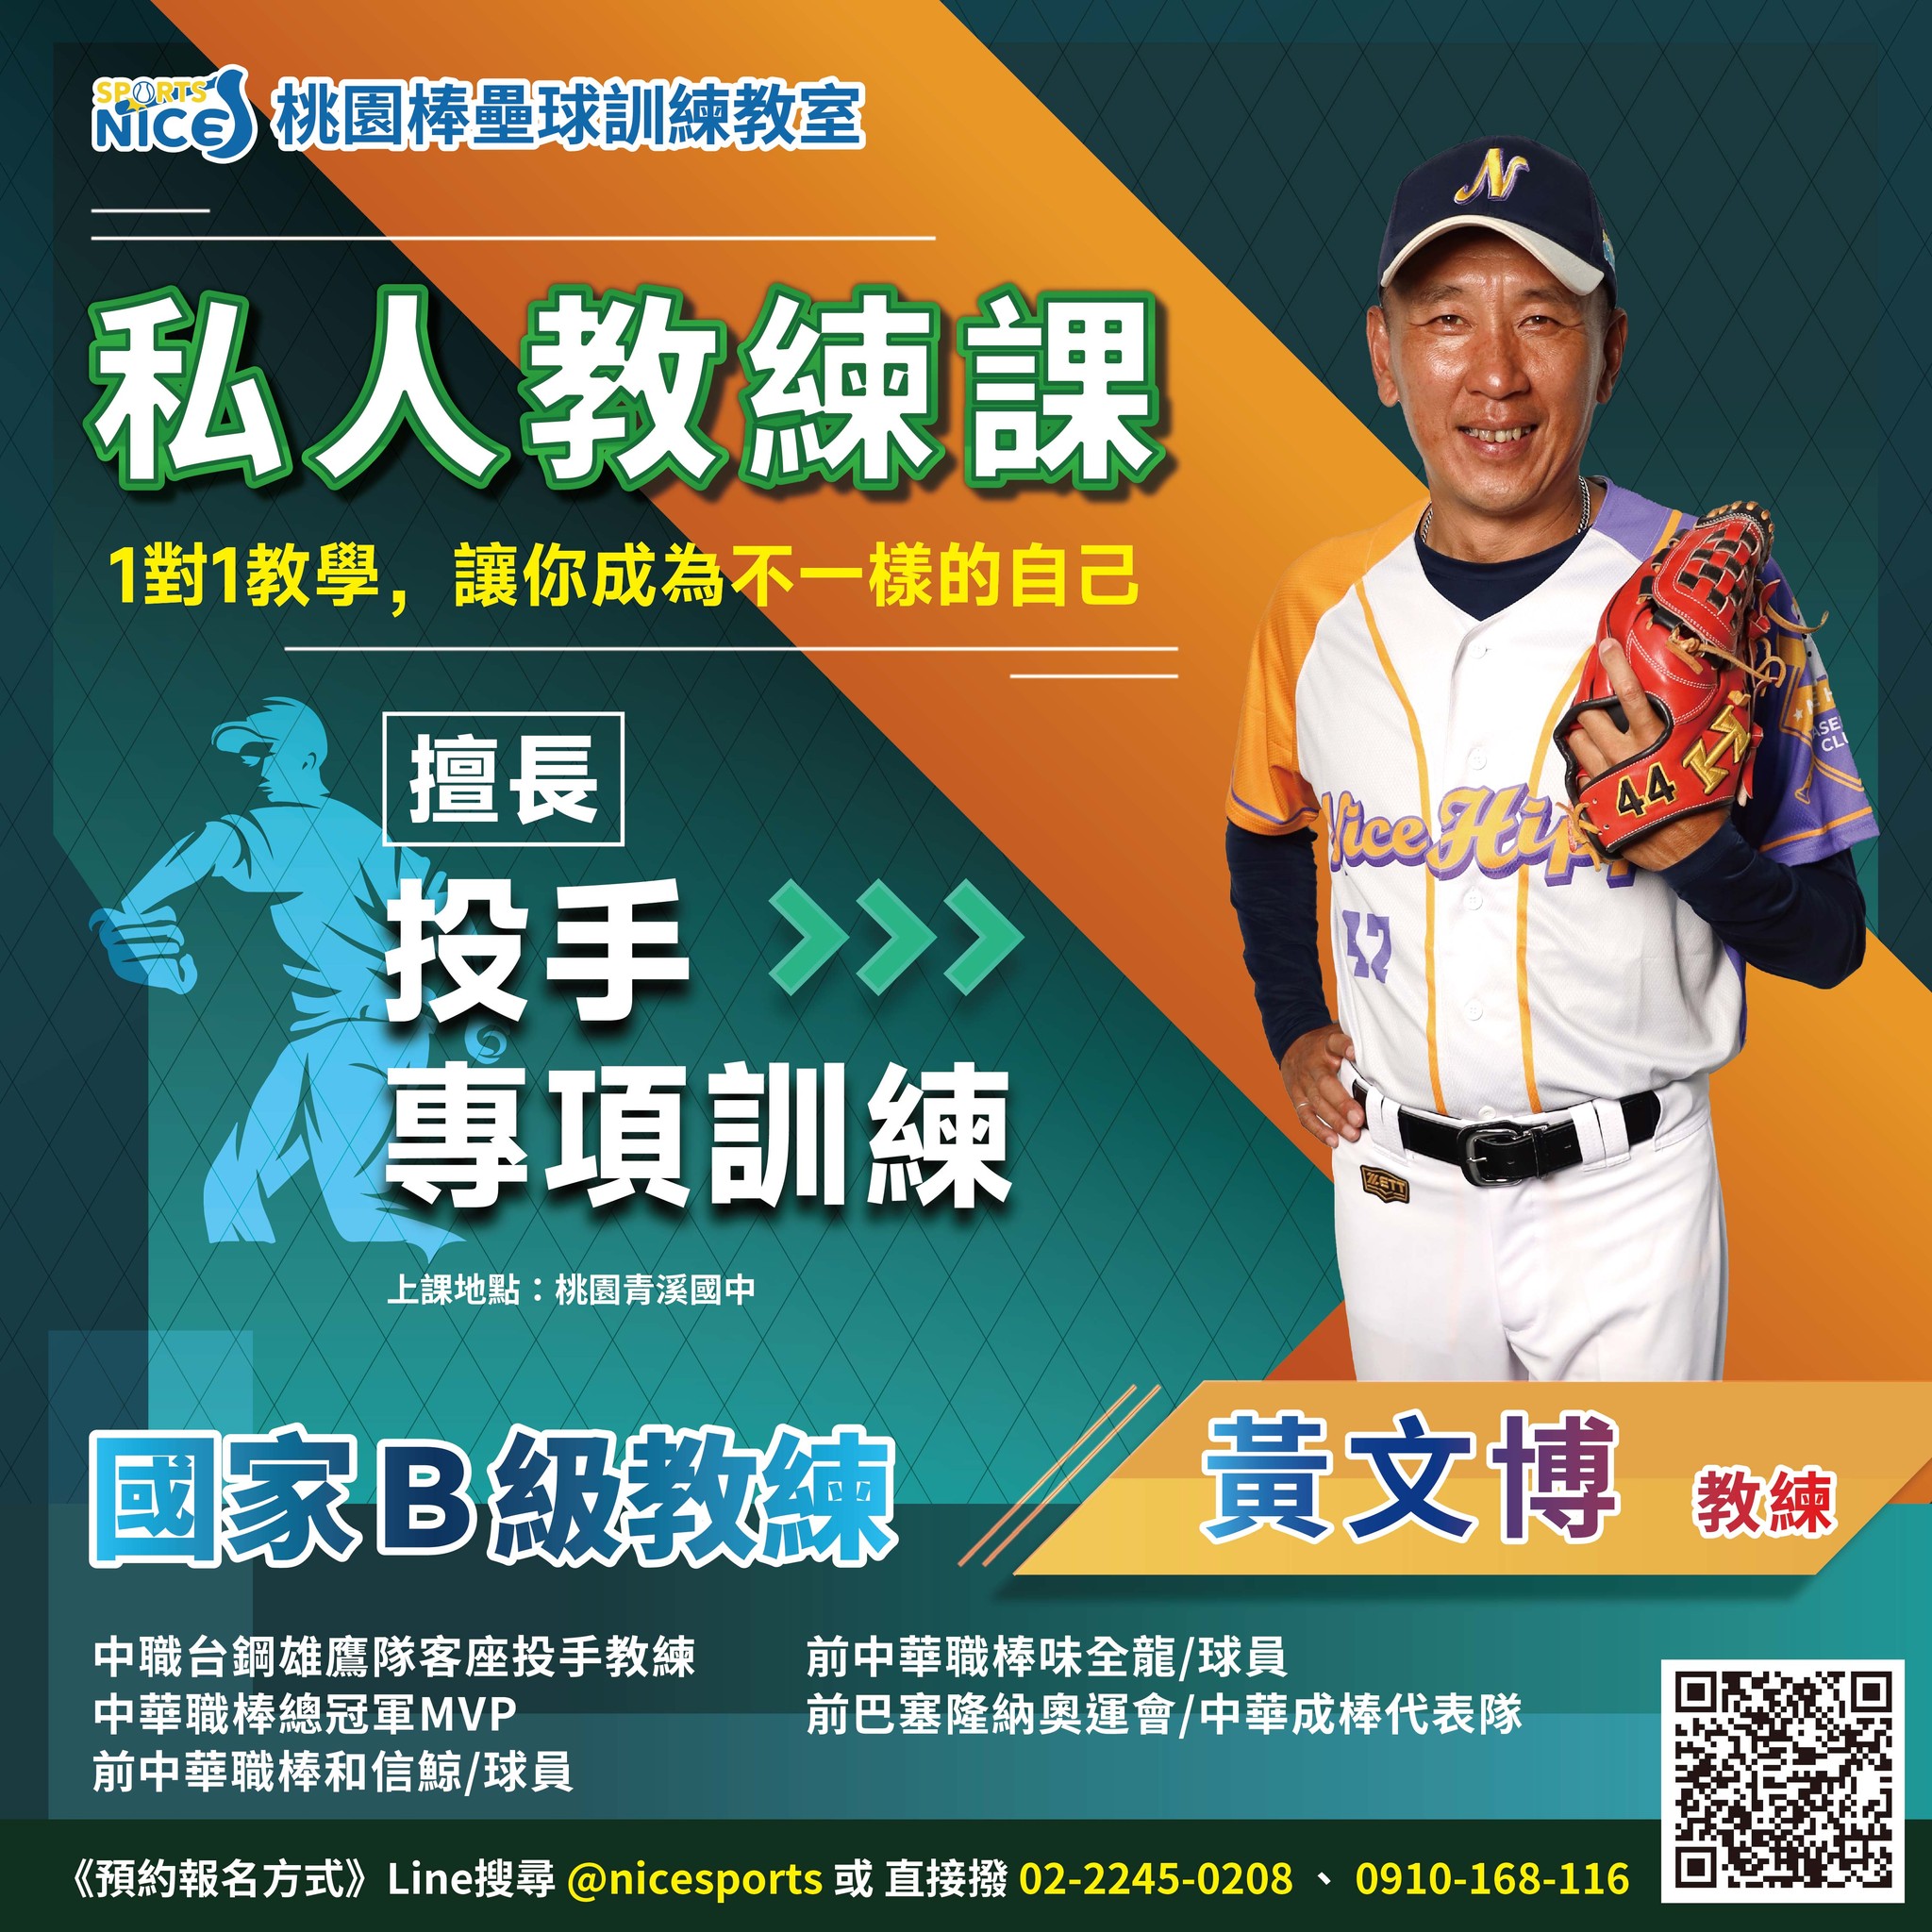 SPORTS
NICE
桃園棒壘球訓練教室
私人教練課
1對1教學，讓你成為不一樣的自己
擅長
投手
專項訓練
上課地點：桃園青溪國中
N
44
Nice Hip
47
ZETT
國家B級教練
黃文博 教練
中職台鋼雄鷹隊客座投手教練
中華職棒總冠軍MVP
前中華職棒和信鯨/球員
前中華職棒味全龍/球員
前巴塞隆納奧運會/中華成棒代表隊
《預約報名方式》Line搜尋 @nicesports 或 直接撥 02-2245-0208 、 0910-168-116